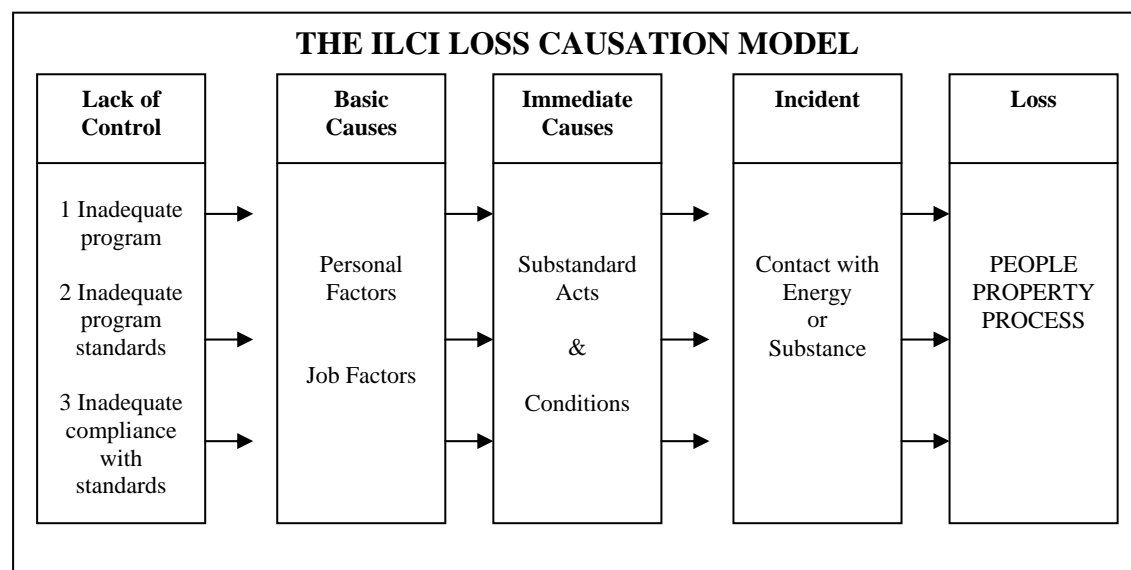 THE ILCI LOSS CAUSATION MODEL
Lack of
Control
1 Inadequate
program
2 Inadequate
program
standards
3 Inadequate
compliance
with
standards
Basic
Causes
Personal
Factors
Job Factors
Immediate
Causes
Substandard
Acts
&
Conditions
Incident
Contact with
Energy
or
Substance
Loss
PEOPLE
PROPERTY
PROCESS